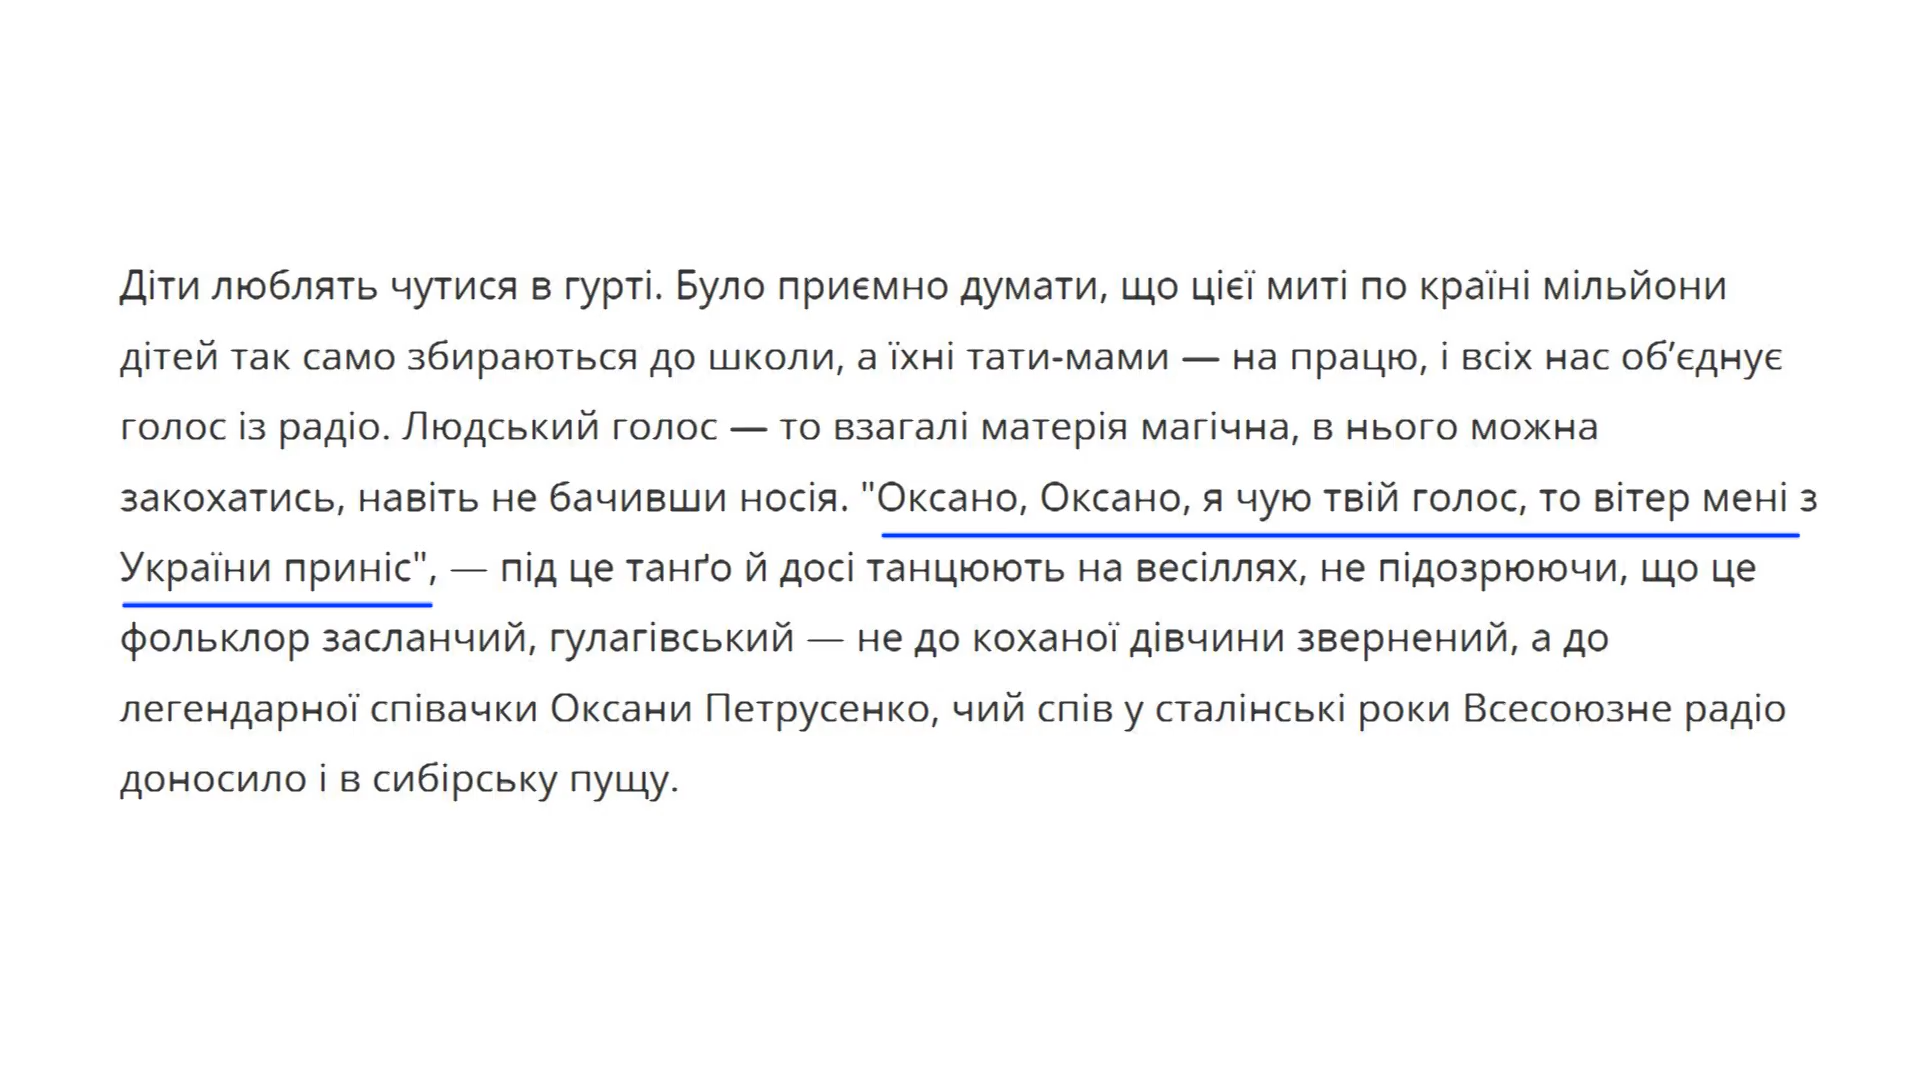 Діти люблять чутися в гурті. Було приємно думати, що цієї миті по країні мільйони
дітей так само збираються до школи, а їхні тати-мами — на працю, і всіх нас об’єднує
голос із радіо. Людський голос — то взагалі матерія магічна, в нього можна
закохатись, навіть не бачивши носія. "Оксано, Оксано, я чую твій голос, то вітер мені з
України приніс", — під це танґо й досі танцюють на весіллях, не підозрюючи, що це
фольклор засланчий, гулагівський — не до коханої дівчини звернений, а до
легендарної співачки Оксани Петрусенко, чий спів у сталінські роки Всесоюзне радіо
доносило і в сибірську пущу.